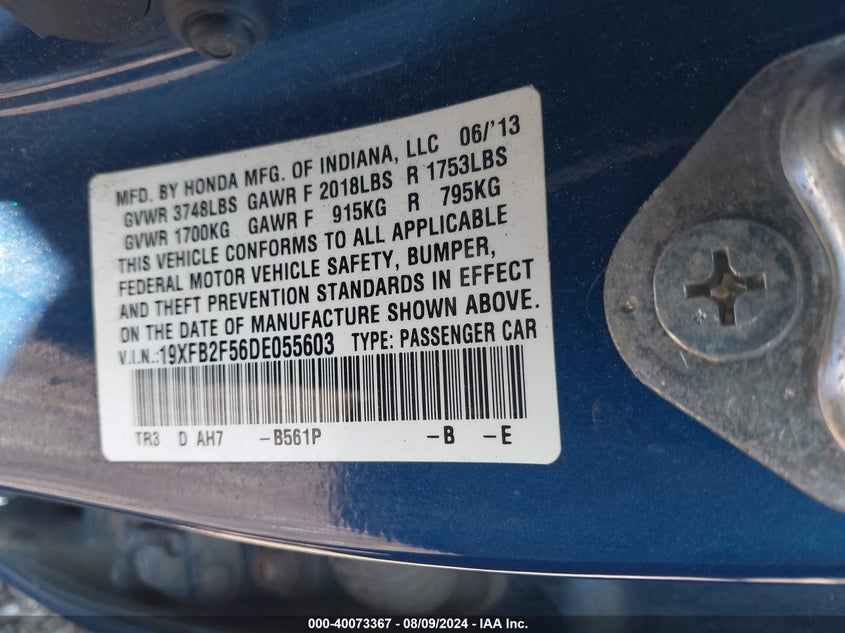 MFD. BY HONDA MFG. OF INDIANA, LLC 06/'13
GVWR 3748LBS GAWR F 2018LBS R 1753LBS
GVWR 1700KG GAWR F 915KG R 795KG
THIS VEHICLE CONFORMS TO ALL APPLICABLE
FEDERAL MOTOR VEHICLE SAFETY, BUMPER,
AND THEFT PREVENTION STANDARDS IN EFFECT
ON THE DATE OF MANUFACTURE SHOWN ABOVE.
V.I.N.:19XFB2F56DE055603 TYPE: PASSENGER CAR
TR3 D AH7 -B561P -B -E
000-40073367 - 08/09/2024 - IAA Inc.